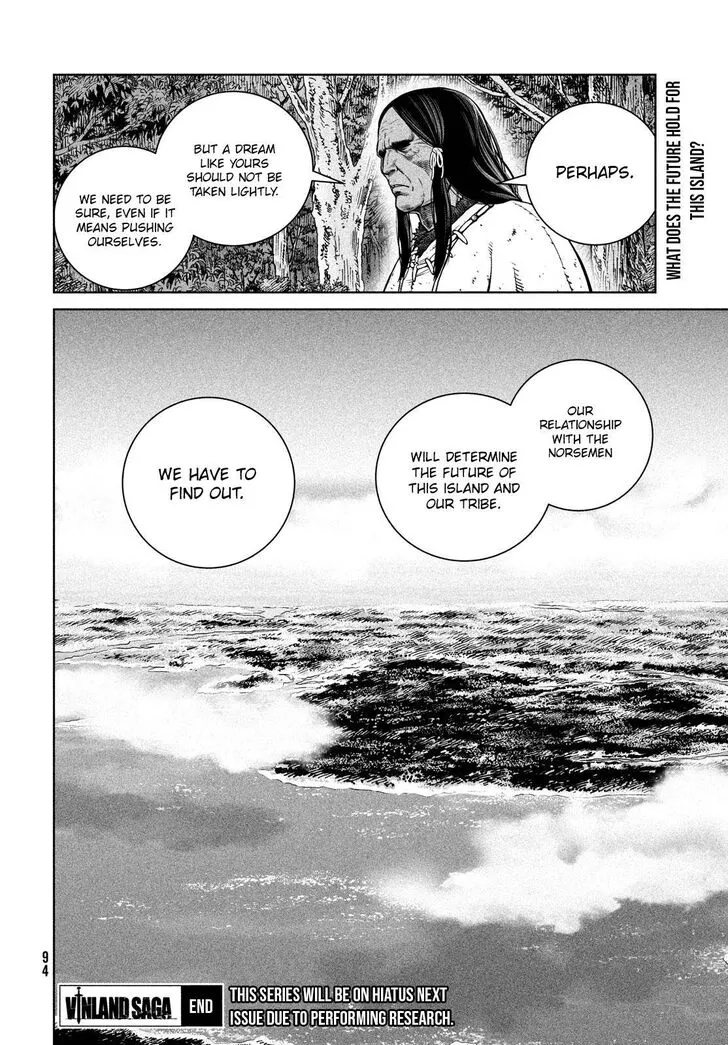 PERHAPS.
BUT A DREAM
LIKE YOURS
SHOULD NOT BE
TAKEN LIGHTLY.
WE NEED TO BE
SURE, EVEN IF IT
MEANS PUSHING
OURSELVES.
WHAT DOES THE FUTURE HOLD FOR
THIS ISLAND?
OUR
RELATIONSHIP
WITH THE
NORSEMEN
WILL DETERMINE
THE FUTURE OF
THIS ISLAND AND
OUR TRIBE.
WE HAVE TO
FIND OUT.
94
VINLAND SAGA END
THIS SERIES WILL BE ON HIATUS NEXT
ISSUE DUE TO PERFORMING RESEARCH.